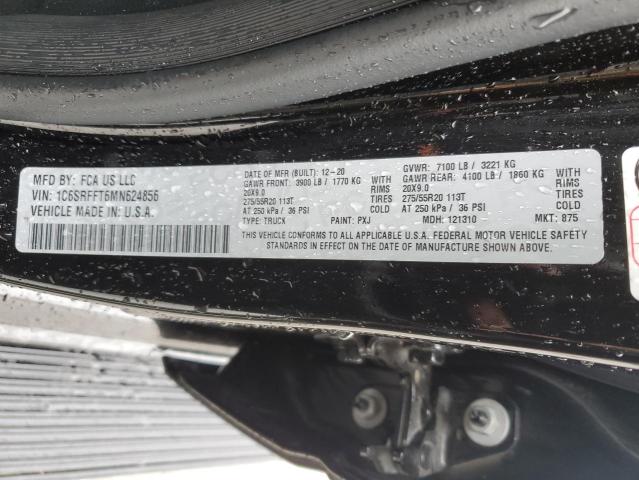 MFD BY: FCA US LLC
VIN: 1C6SRFFT6MN624856
VEHICLE MADE IN U.S.A.
DATE OF MFR (BUILT): 12-20
GAWR FRONT: 3900 LB / 1770 KG WITH
20X9.0 RIMS
275/55R20 113T TIRES
AT 250 kPa / 36 PSI COLD
TYPE: TRUCK PAINT: PXJ
GVWR: 7100 LB / 3221 KG
GAWR REAR: 4100 LB / 1860 KG WITH
20X9.0 RIMS
275/55R20 113T TIRES
AT 250 kPa / 36 PSI COLD
MDH: 121310 MKT: 875
THIS VEHICLE CONFORMS TO ALL APPLICABLE U.S.A. FEDERAL MOTOR VEHICLE SAFETY
STANDARDS IN EFFECT ON THE DATE OF MANUFACTURE SHOWN ABOVE.